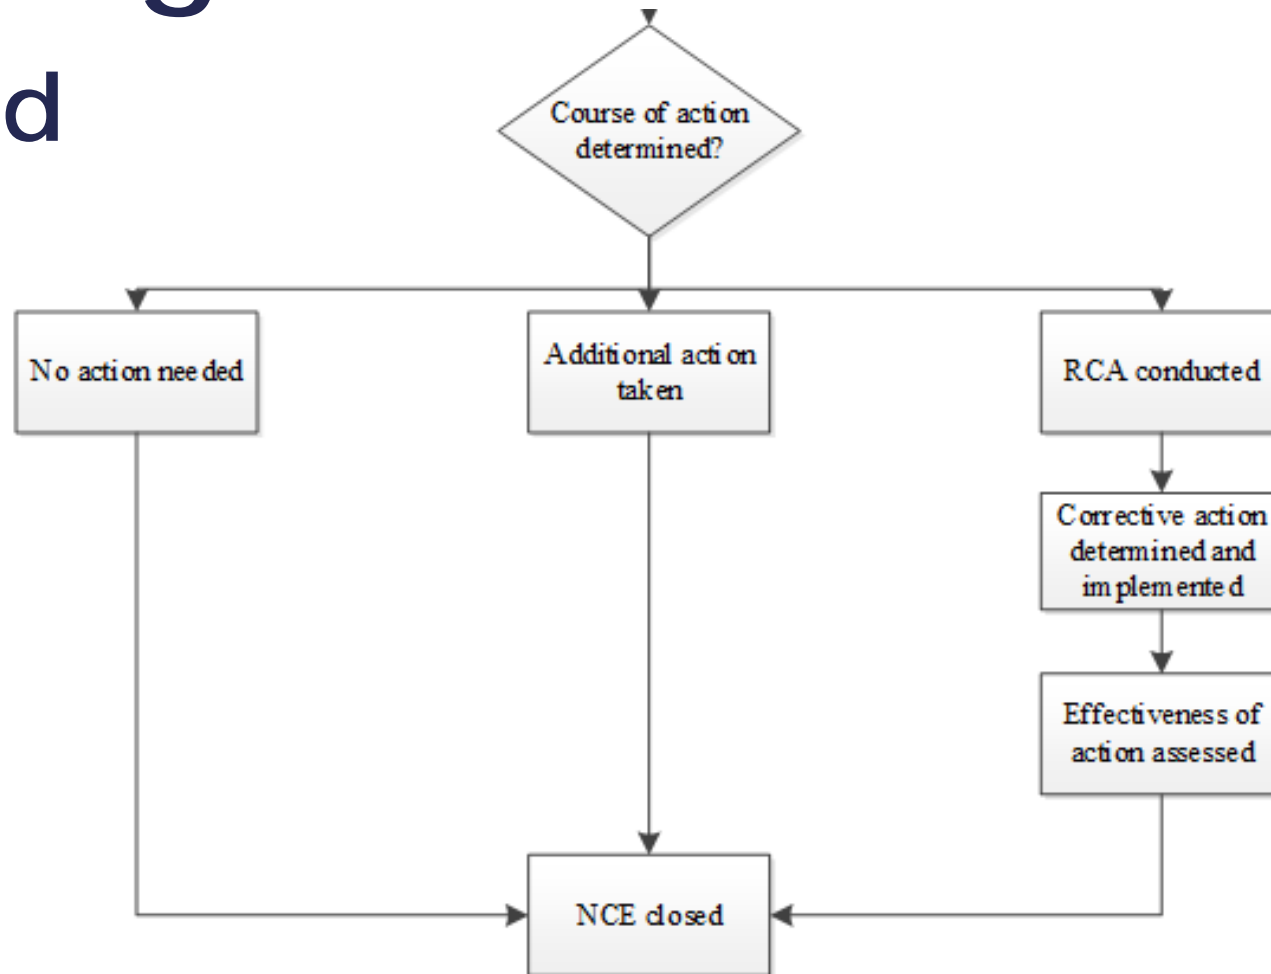 g
d
Course of action
determined?
No action needed
Additional action
taken
RCA conducted
Corrective action
determined and
implemented
Effectiveness of
action assessed
NCE closed